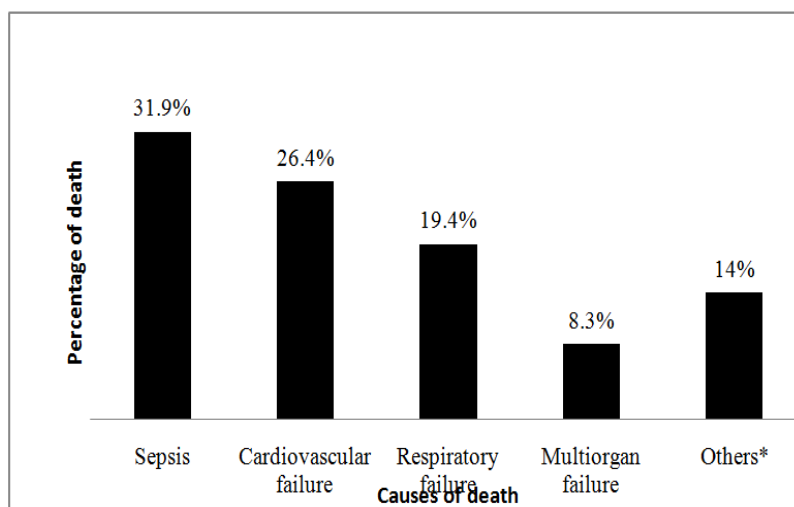 31.9%
26.4%
19.4%
8.3%
14%
Percentage of death
Sepsis
Cardiovascular
failure
Respiratory
failure
Multiorgan
failure
Others*
Causes of death